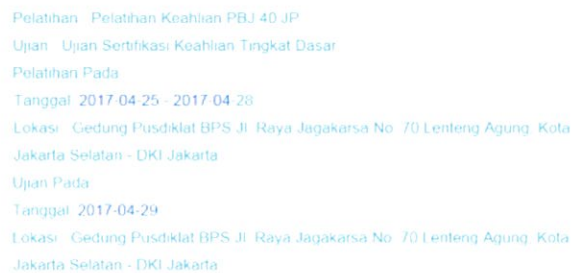 Pelatihan : Pelatihan Keahlian PBJ 40 JP
Ujian : Ujian Sertifikasi Keahlian Tingkat Dasar
Pelatihan Pada
Tanggal 2017-04-25 - 2017-04-28
Lokasi : Gedung Pusdiklat BPS Jl. Raya Jagakarsa No. 70 Lenteng Agung, Kota
Jakarta Selatan - DKI Jakarta
Ujian Pada
Tanggal 2017-04-29
Lokasi : Gedung Pusdiklat BPS Jl. Raya Jagakarsa No. 70 Lenteng Agung, Kota
Jakarta Selatan - DKI Jakarta